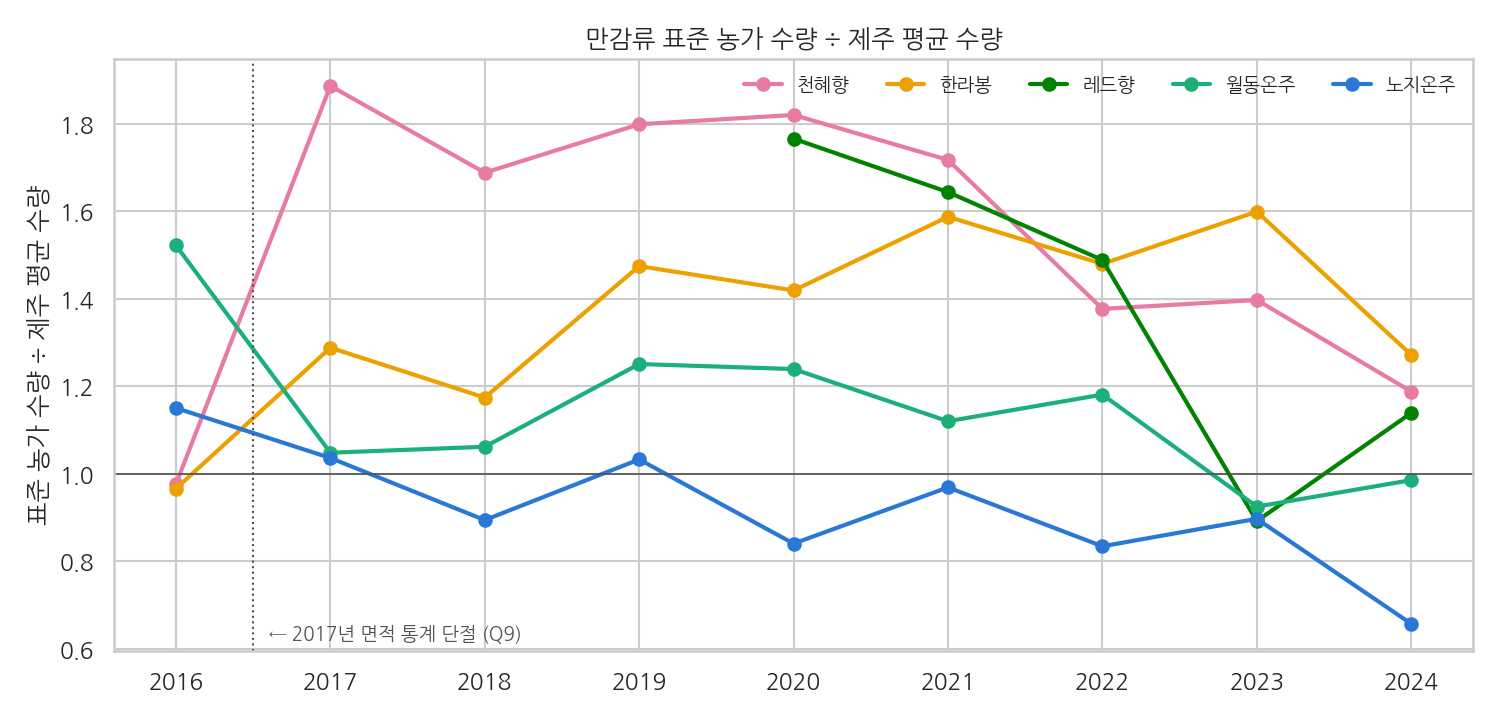 만감류 표준 농가 수량 ÷ 제주 평균 수량
천혜향 한라봉 레드향 월동온주 노지온주
표준 농가 수량 ÷ 제주 평균 수량
1.8
1.6
1.4
1.2
1.0
0.8
0.6
← 2017년 면적 통계 단절 (Q9)
2016 2017 2018 2019 2020 2021 2022 2023 2024